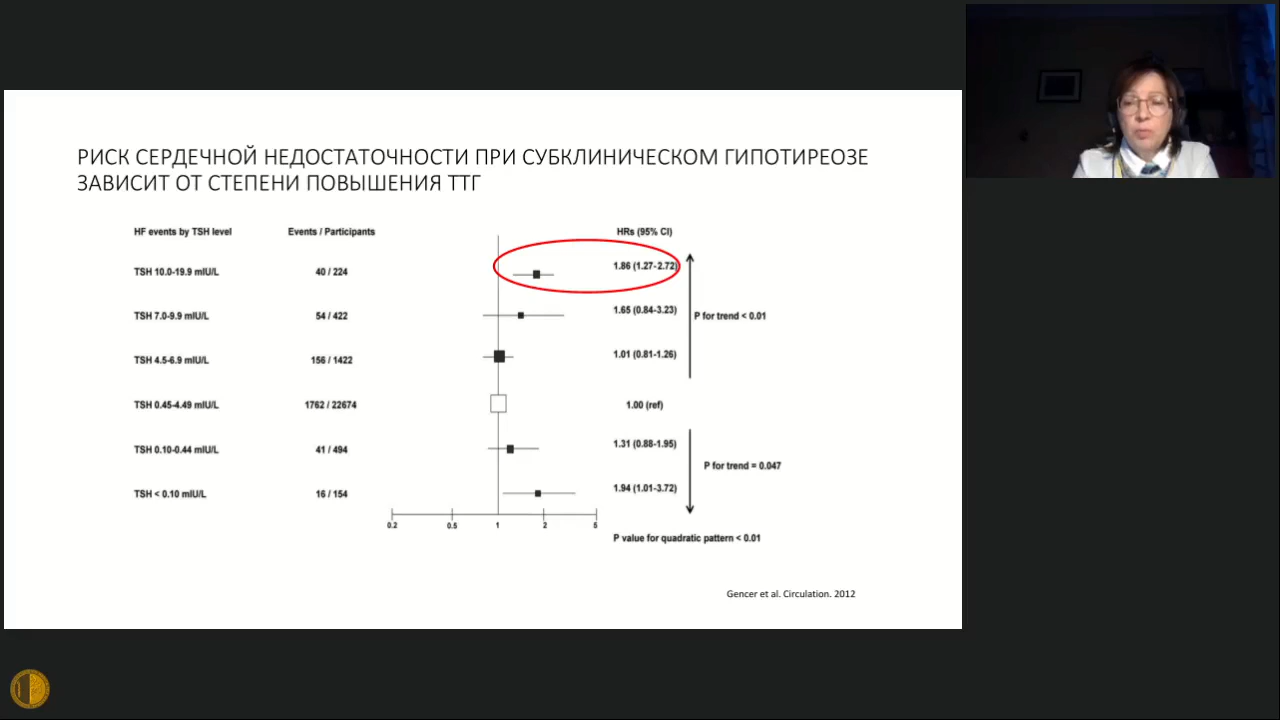 РИСК СЕРДЕЧНОЙ НЕДОСТАТОЧНОСТИ ПРИ СУБКЛИНИЧЕСКОМ ГИПОТИРЕОЗЕ
ЗАВИСИТ ОТ СТЕПЕНИ ПОВЫШЕНИЯ ТТГ
HF events by TSH level Events / Participants HRs (95% CI)
TSH 10.0-19.9 mIU/L 40 / 224 1.86 (1.27-2.72)
TSH 7.0-9.9 mIU/L 54 / 422 1.65 (0.84-3.23) P for trend < 0.01
TSH 4.5-6.9 mIU/L 156 / 1422 1.01 (0.81-1.26)
TSH 0.45-4.49 mIU/L 1762 / 22674 1.00 (ref)
TSH 0.10-0.44 mIU/L 41 / 494 1.31 (0.88-1.95)
P for trend = 0.047
TSH < 0.10 mIU/L 16 / 154 1.94 (1.01-3.72)
0.2 0.5 1 2 5
P value for quadratic pattern < 0.01
Gencer et al. Circulation. 2012